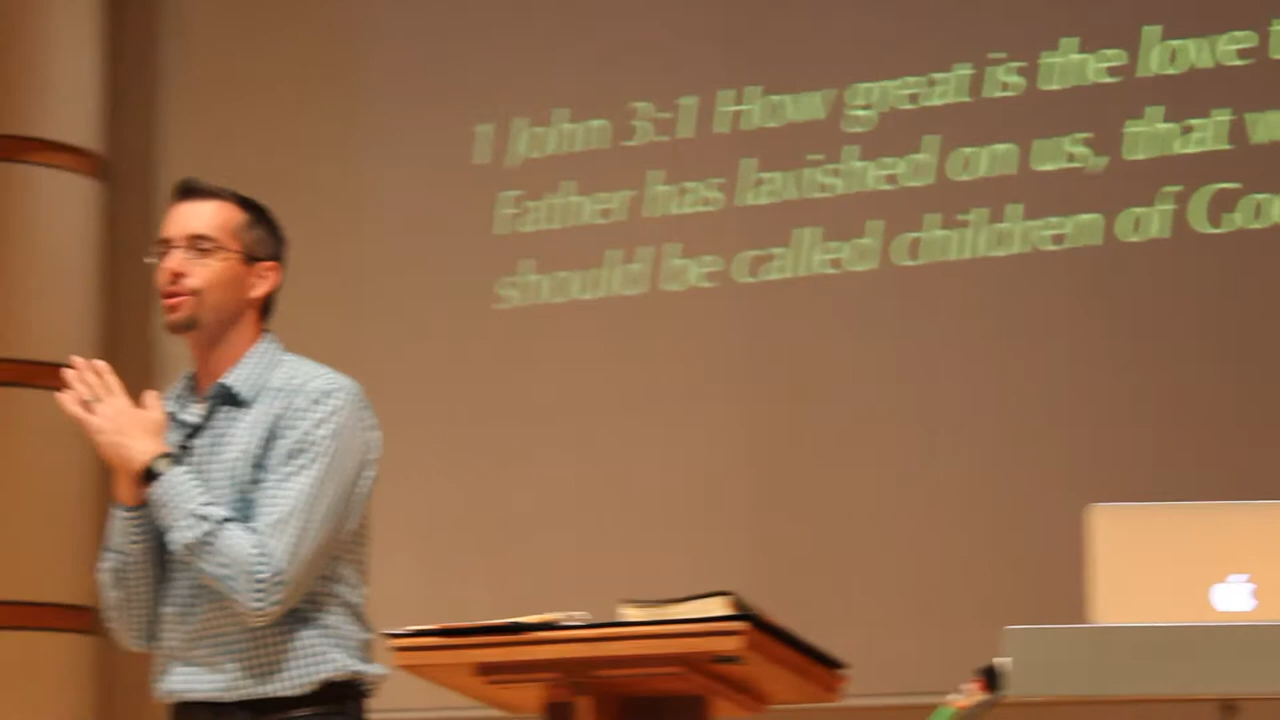 1 John 3:1 How great is the love
Father has lavished on us, that
should be called children of